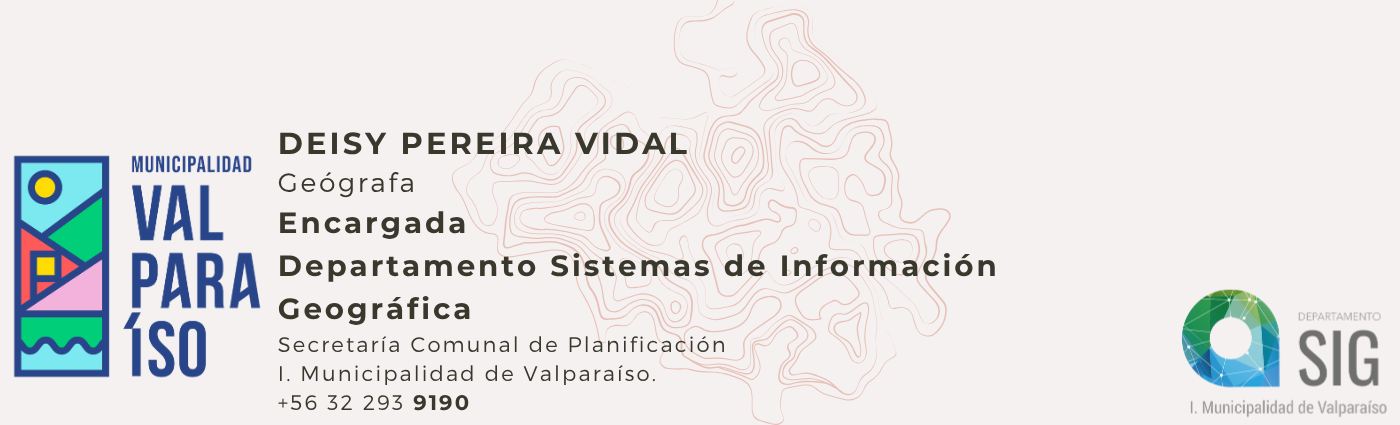 MUNICIPALIDAD
VAL
PARA
ÍSO
DEISY PEREIRA VIDAL
Geógrafa
Encargada
Departamento Sistemas de Información
Geográfica
Secretaría Comunal de Planificación
I. Municipalidad de Valparaíso.
+56 32 293 9190
DEPARTAMENTO
SIG
I. Municipalidad de Valparaíso